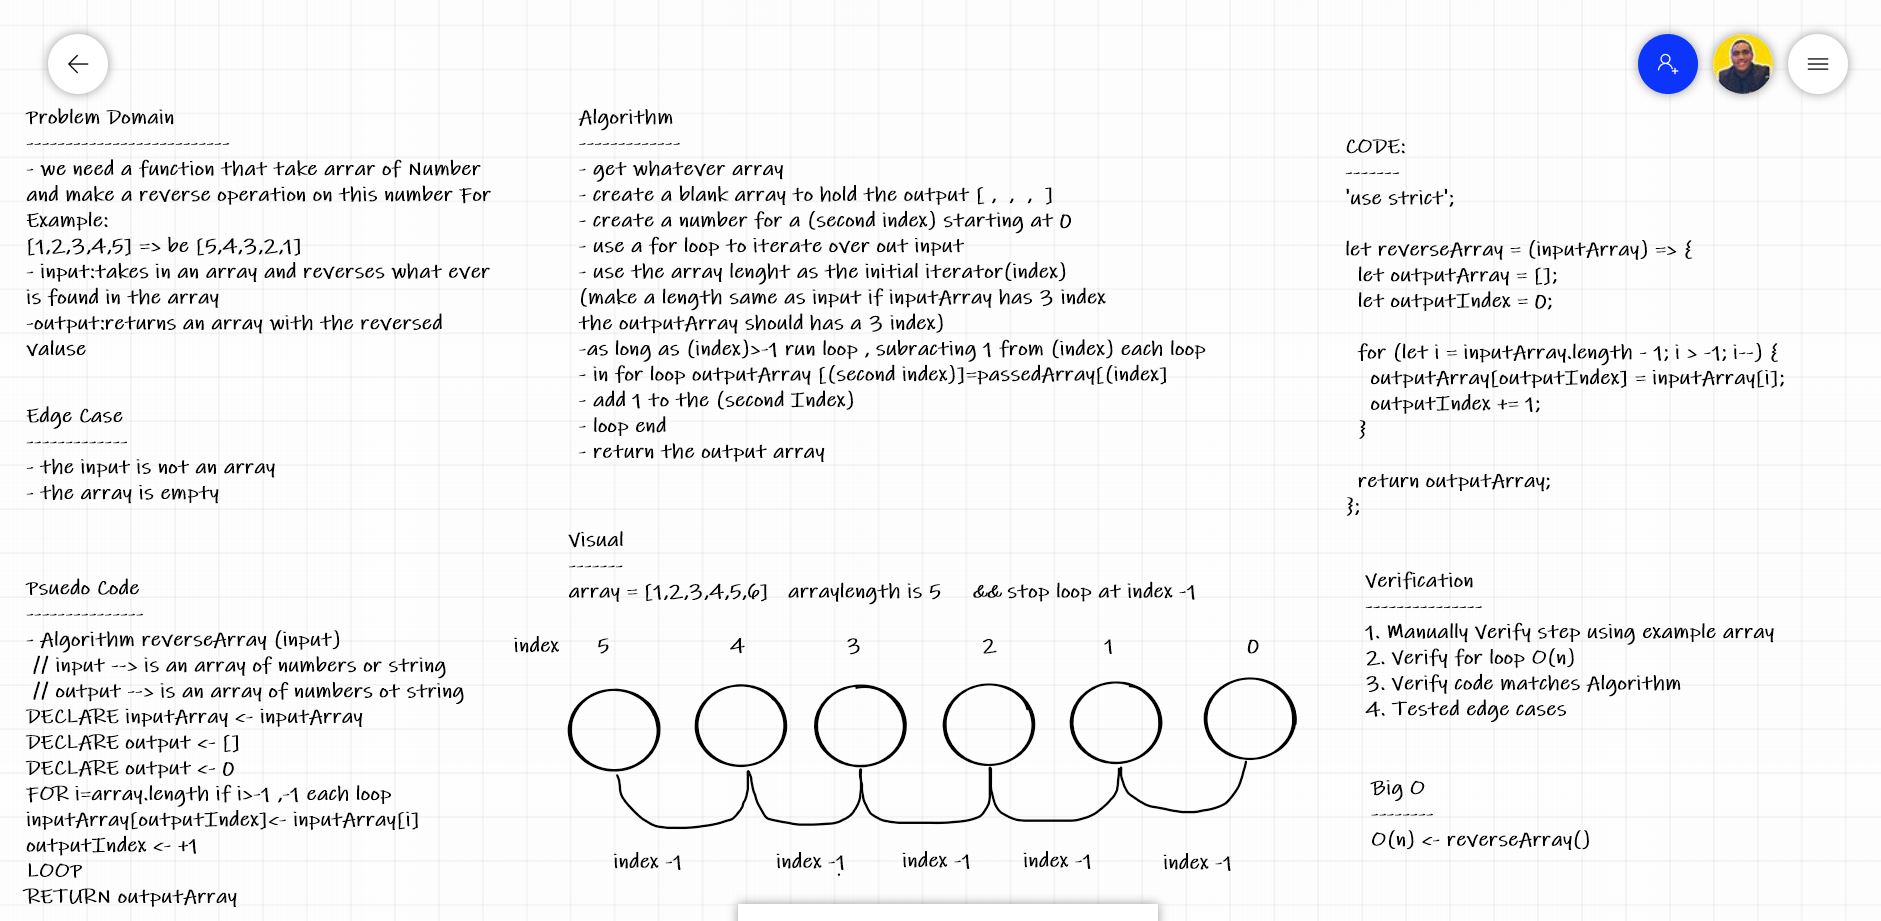 Problem Domain
--------------------------
- we need a function that take arrar of Number
and make a reverse operation on this number For
Example:
[1,2,3,4,5] => be [5,4,3,2,1]
- input:takes in an array and reverses what ever
is found in the array
-output:returns an array with the reversed
valuse
Edge Case
-------------
- the input is not an array
- the array is empty
Psuedo Code
---------------
- Algorithm reverseArray (input)
// input --> is an array of numbers or string
// output --> is an array of numbers ot string
DECLARE inputArray <- inputArray
DECLARE output <- []
DECLARE output <- 0
FOR i=array.length if i>-1 ,-1 each loop
inputArray[outputIndex]<- inputArray[i]
outputIndex <- +1
LOOP
RETURN outputArray
Algorithm
-------------
- get whatever array
- create a blank array to hold the output [ , , , ]
- create a number for a (second index) starting at 0
- use a for loop to iterate over out input
- use the array lenght as the initial iterator(index)
(make a length same as input if inputArray has 3 index
the outputArray should has a 3 index)
-as long as (index)>-1 run loop , subracting 1 from (index) each loop
- in for loop outputArray [(second index)]=passedArray[(index]
- add 1 to the (second Index)
- loop end
- return the output array
Visual
-------
array = [1,2,3,4,5,6] arraylength is 5 && stop loop at index -1
index 5 4 3 2 1 0
index -1 index -1 index -1 index -1 index -1
CODE:
-------
'use strict';
let reverseArray = (inputArray) => {
let outputArray = [];
let outputIndex = 0;
for (let i = inputArray.length - 1; i > -1; i--) {
outputArray[outputIndex] = inputArray[i];
outputIndex += 1;
}
return outputArray;
};
Verification
---------------
1. Manually Verify step using example array
2. Verify for loop O(n)
3. Verify code matches Algorithm
4. Tested edge cases
Big O
--------
O(n) <- reverseArray()